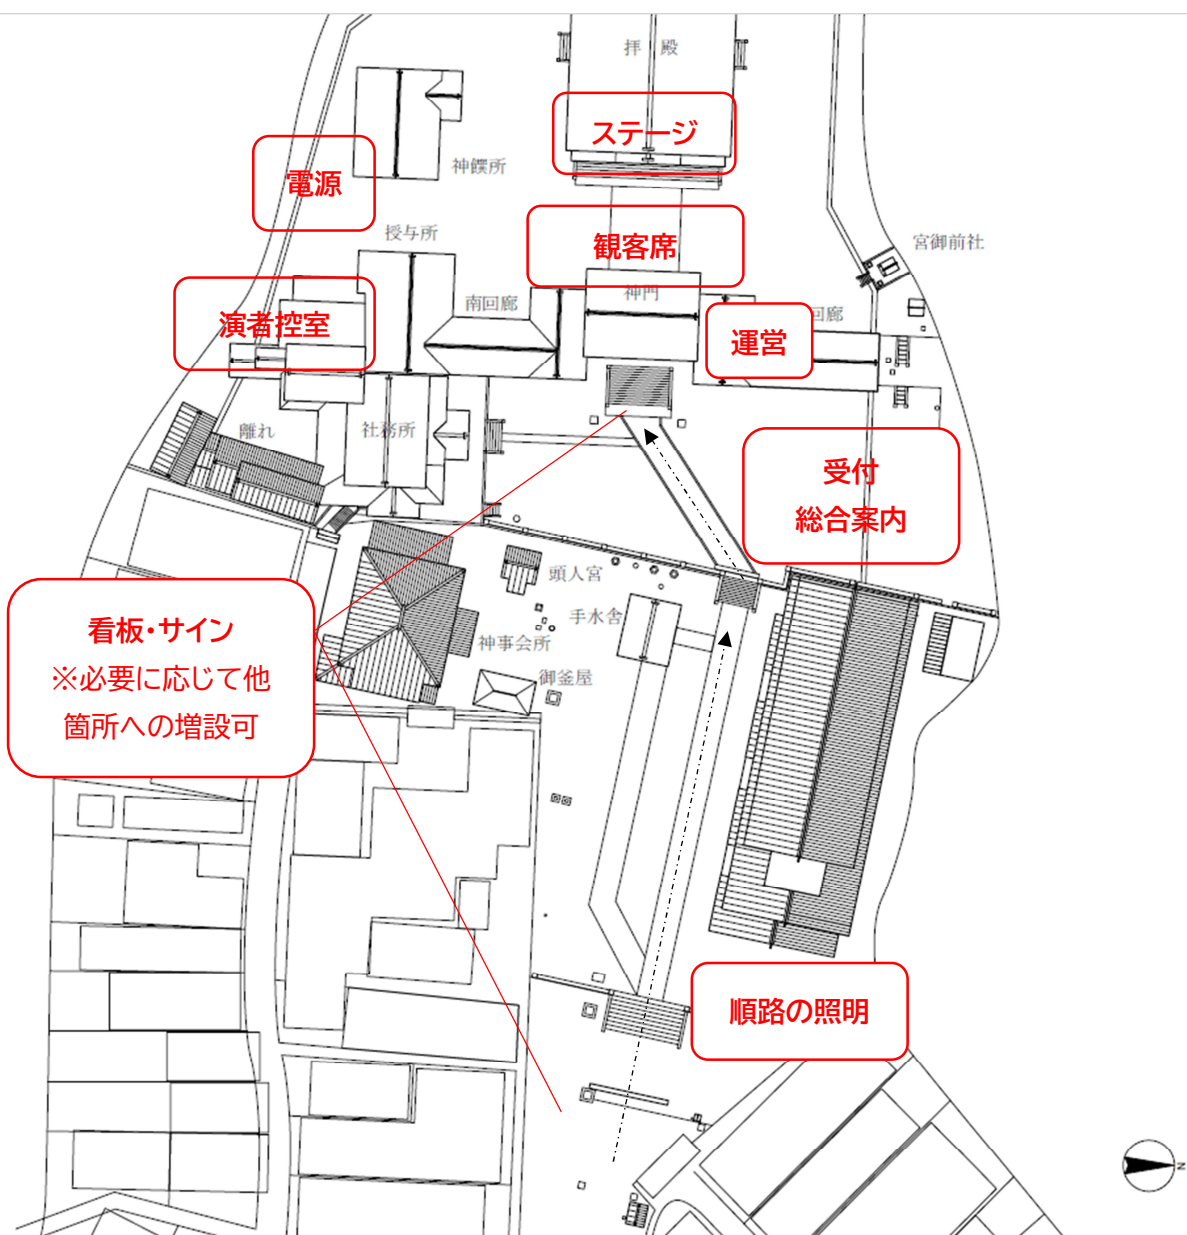 拝 殿
ステージ
神饌所
電源
授与所
観客席
宮御前社
神門
南回廊
演者控室
運営
回廊
離れ
社務所
受付
総合案内
頭人宮
手水舎
神事会所
御釜屋
看板・サイン
※必要に応じて他
箇所への増設可
順路の照明
N